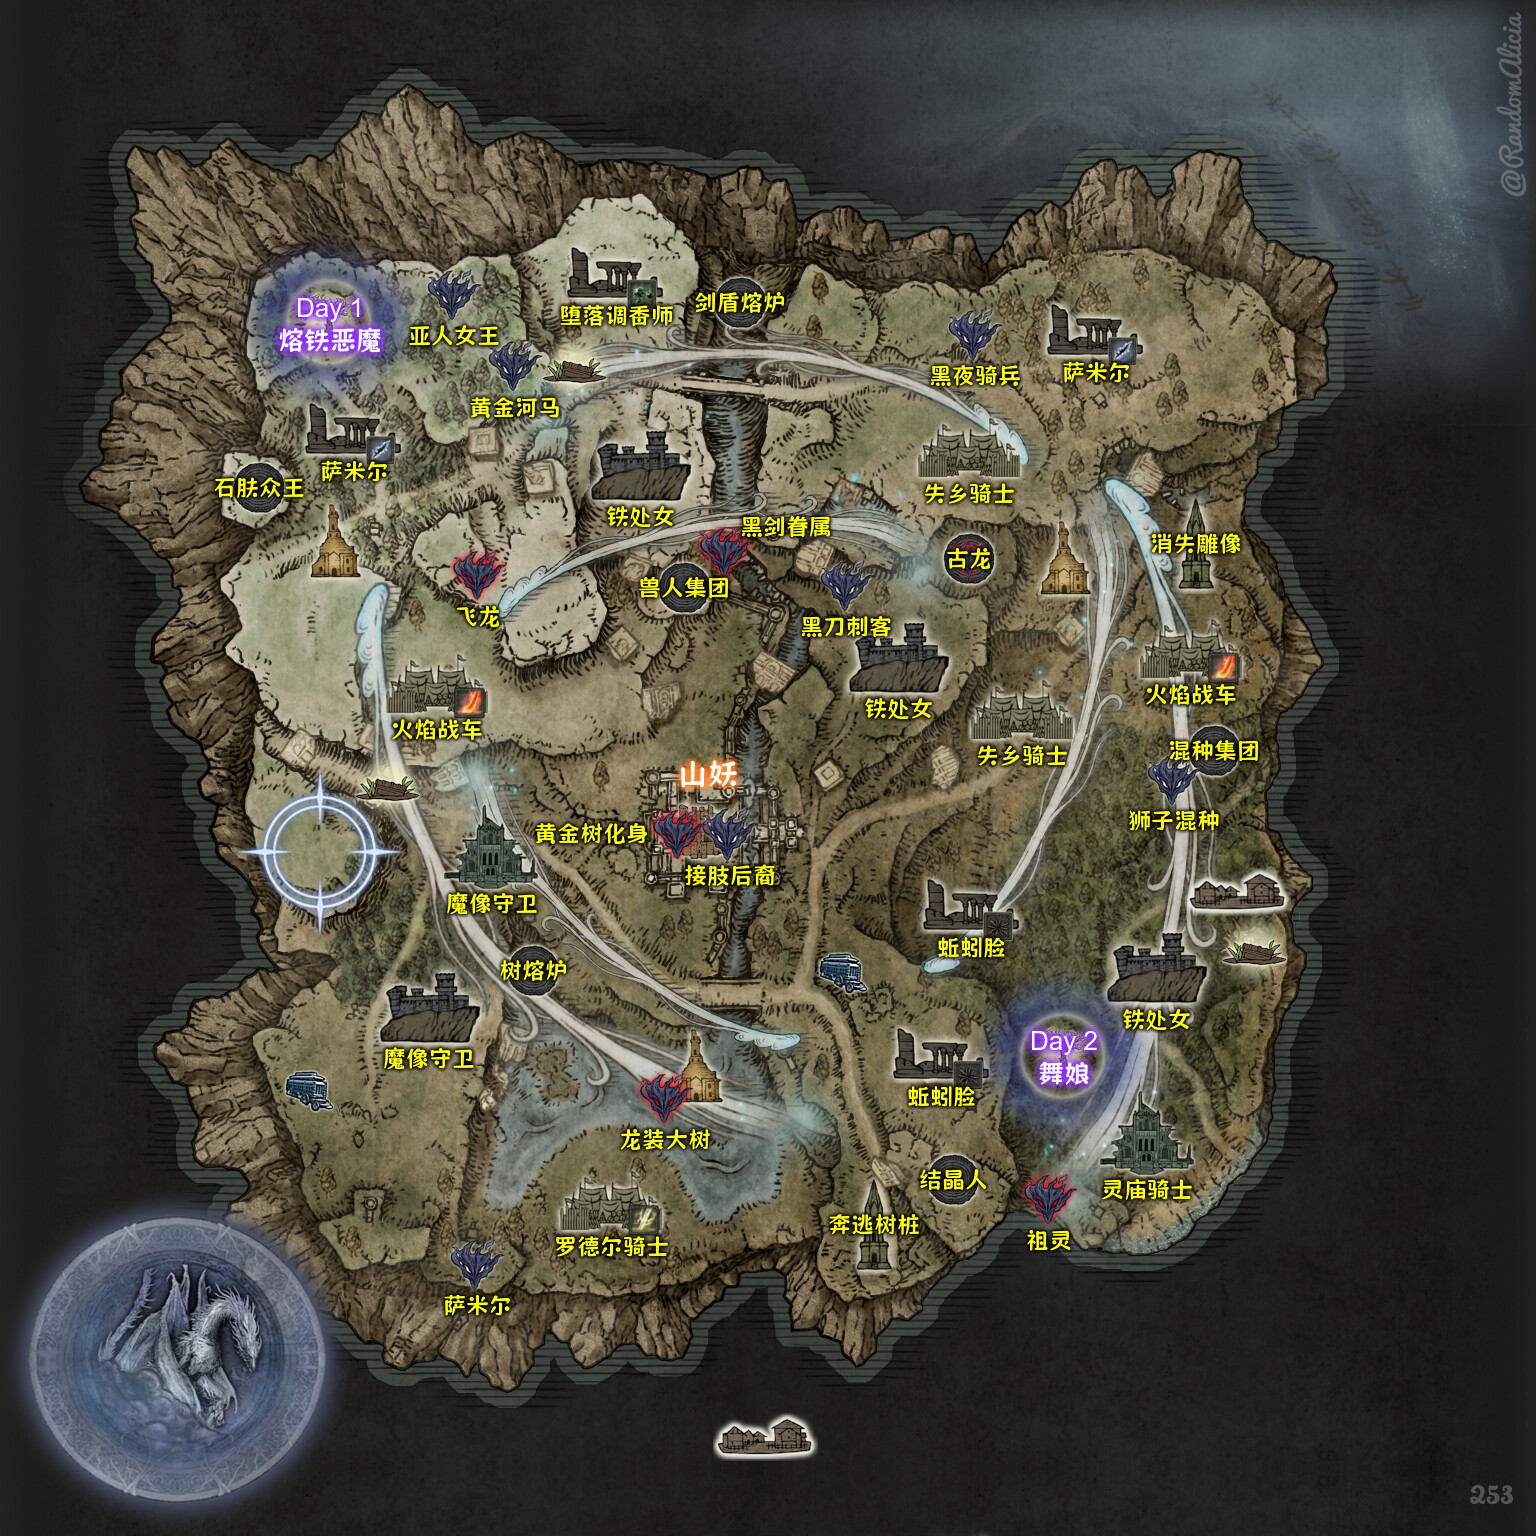 @RandomAlicia
Day 1
熔铁恶魔
亚人女王
堕落调香师
剑盾熔炉
黄金河马
黑夜骑兵
萨米尔
萨米尔
石肤众王
铁处女
失乡骑士
黑剑眷属
消失雕像
古龙
兽人集团
飞龙
黑刀刺客
铁处女
火焰战车
火焰战车
失乡骑士
混种集团
山妖
狮子混种
黄金树化身
接肢后裔
魔像守卫
蚯蚓脸
树熔炉
铁处女
魔像守卫
Day 2
舞娘
蚯蚓脸
龙装大树
结晶人
灵庙骑士
奔逃树桩
祖灵
罗德尔骑士
萨米尔
253